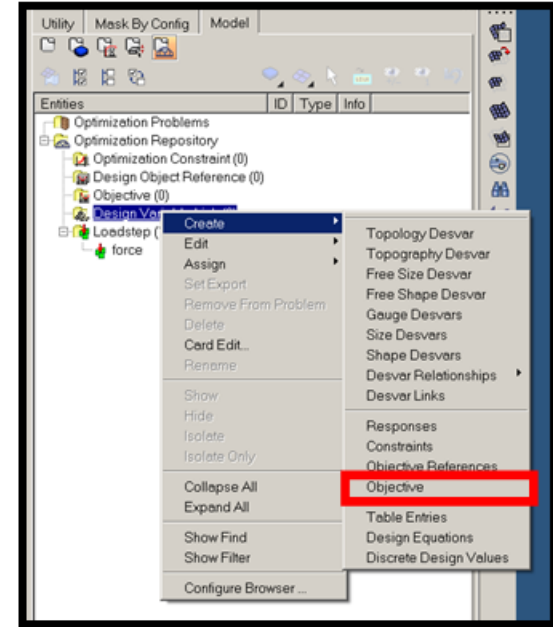 Utility Mask By Config Model
Entities ID Type Info
Optimization Problems
Optimization Repository
Optimization Constraint (0)
Design Object Reference (0)
Objective (0)
Design
Loadstep (
force
Create
Edit
Assign
Set Export
Remove From Problem
Delete
Card Edit...
Rename
Show
Hide
Isolate
Isolate Only
Collapse All
Expand All
Show Find
Show Filter
Configure Browser ...
Topology Desvar
Topography Desvar
Free Size Desvar
Free Shape Desvar
Gauge Desvars
Size Desvars
Shape Desvars
Desvar Relationships
Desvar Links
Responses
Constraints
Objective References
Objective
Table Entries
Design Equations
Discrete Design Values